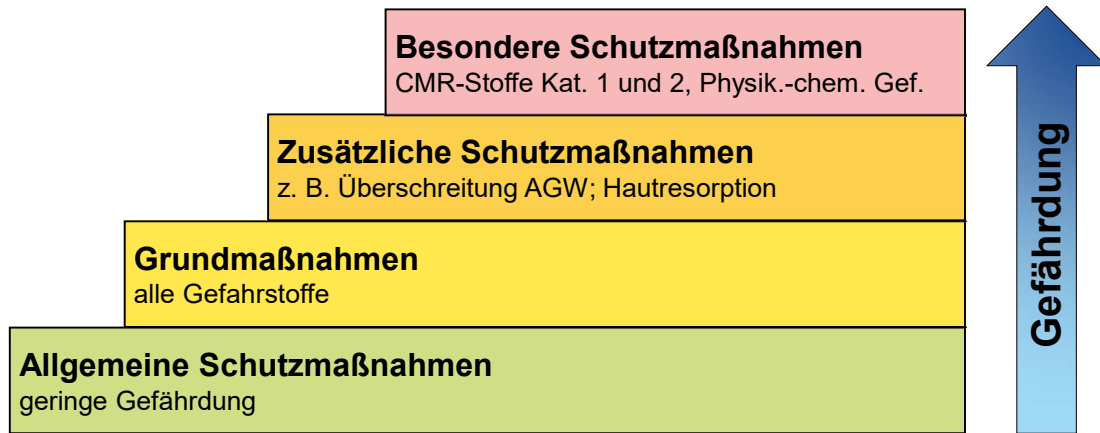 Besondere Schutzmaßnahmen
CMR-Stoffe Kat. 1 und 2, Physik.-chem. Gef.
Zusätzliche Schutzmaßnahmen
z. B. Überschreitung AGW; Hautresorption
Grundmaßnahmen
alle Gefahrstoffe
Allgemeine Schutzmaßnahmen
geringe Gefährdung
Gefährdung